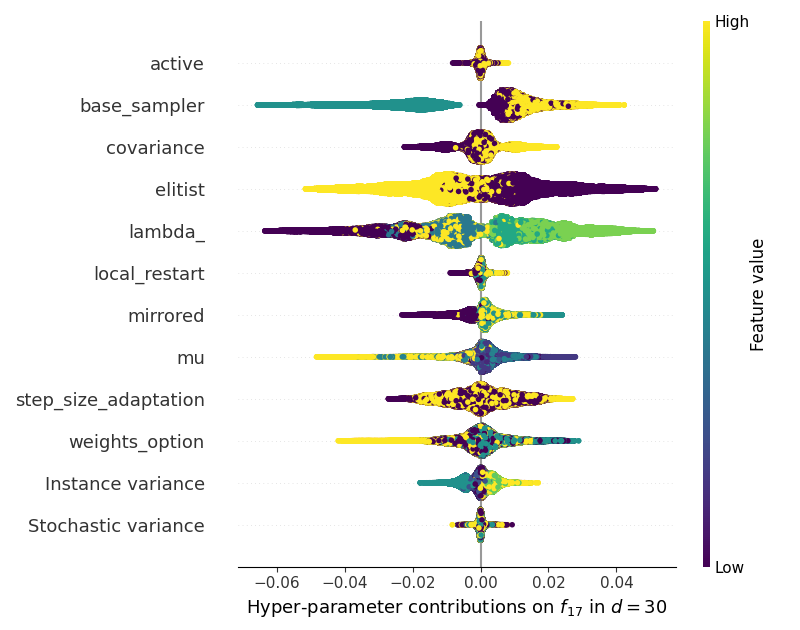 High
active
base_sampler
covariance
elitist
lambda_
local_restart
mirrored
mu
step_size_adaptation
weights_option
Instance variance
Stochastic variance
Feature value
Low
−0.06 −0.04 −0.02 0.00 0.02 0.04
Hyper-parameter contributions on f17 in d = 30